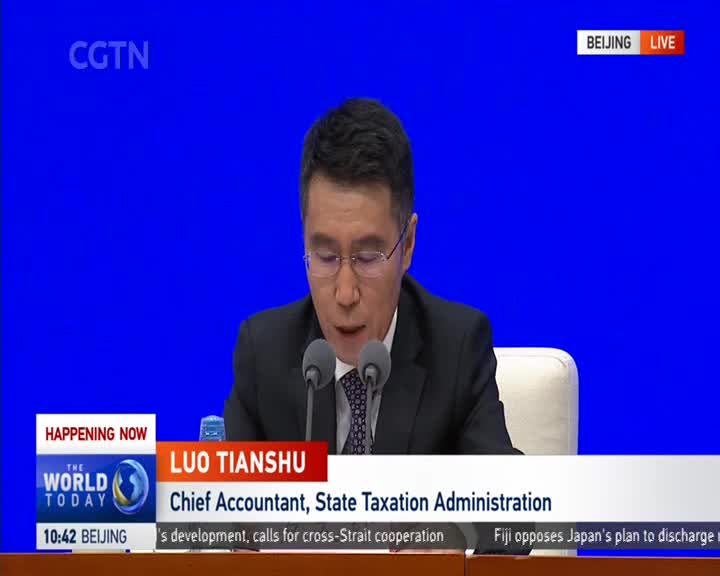 CGTN
BEIJING LIVE
HAPPENING NOW
LUO TIANSHU
THE
WORLD
TODAY
Chief Accountant, State Taxation Administration
10:42 BEIJING
's development, calls for cross-Strait cooperation Fiji opposes Japan's plan to discharge